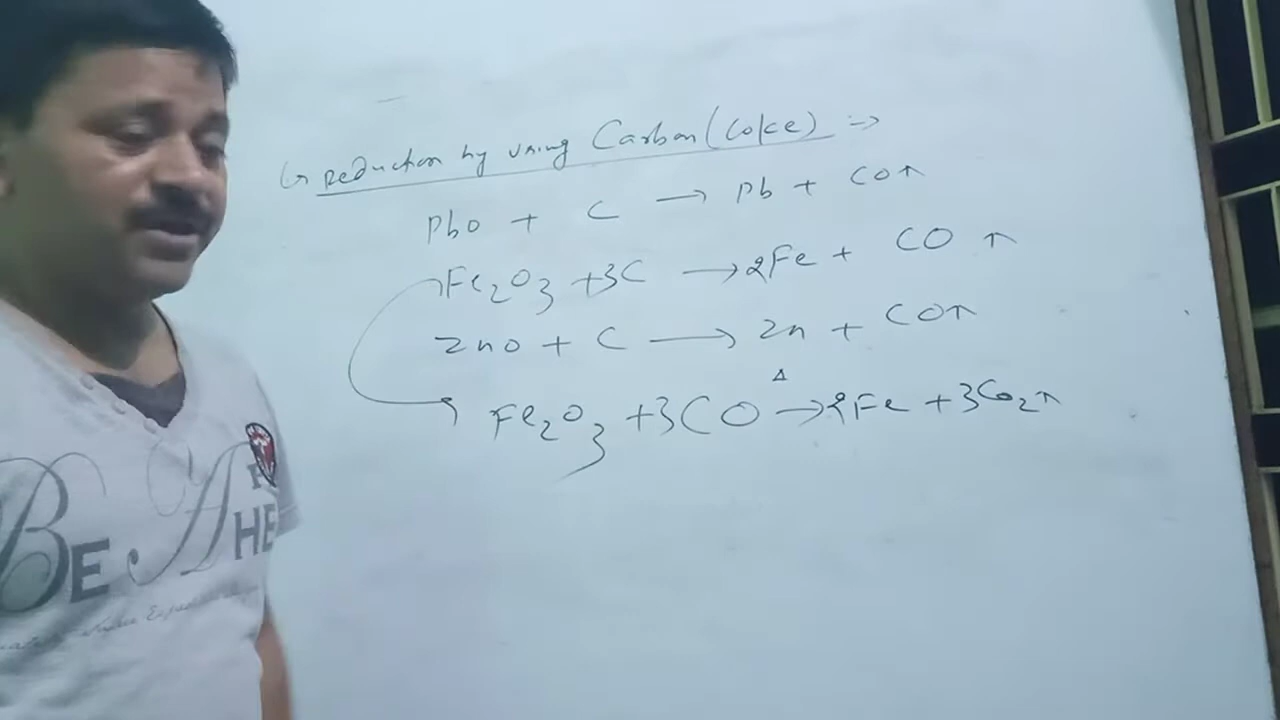 ↳ reduction by using Carbon (Coke) :->
PbO + C → Pb + CO↑
Fe2O3 + 3C → 2Fe + CO ↑
ZnO + C → Zn + CO↑
Δ
Fe2O3 + 3CO → 2Fe + 3CO2↑
BE
HE